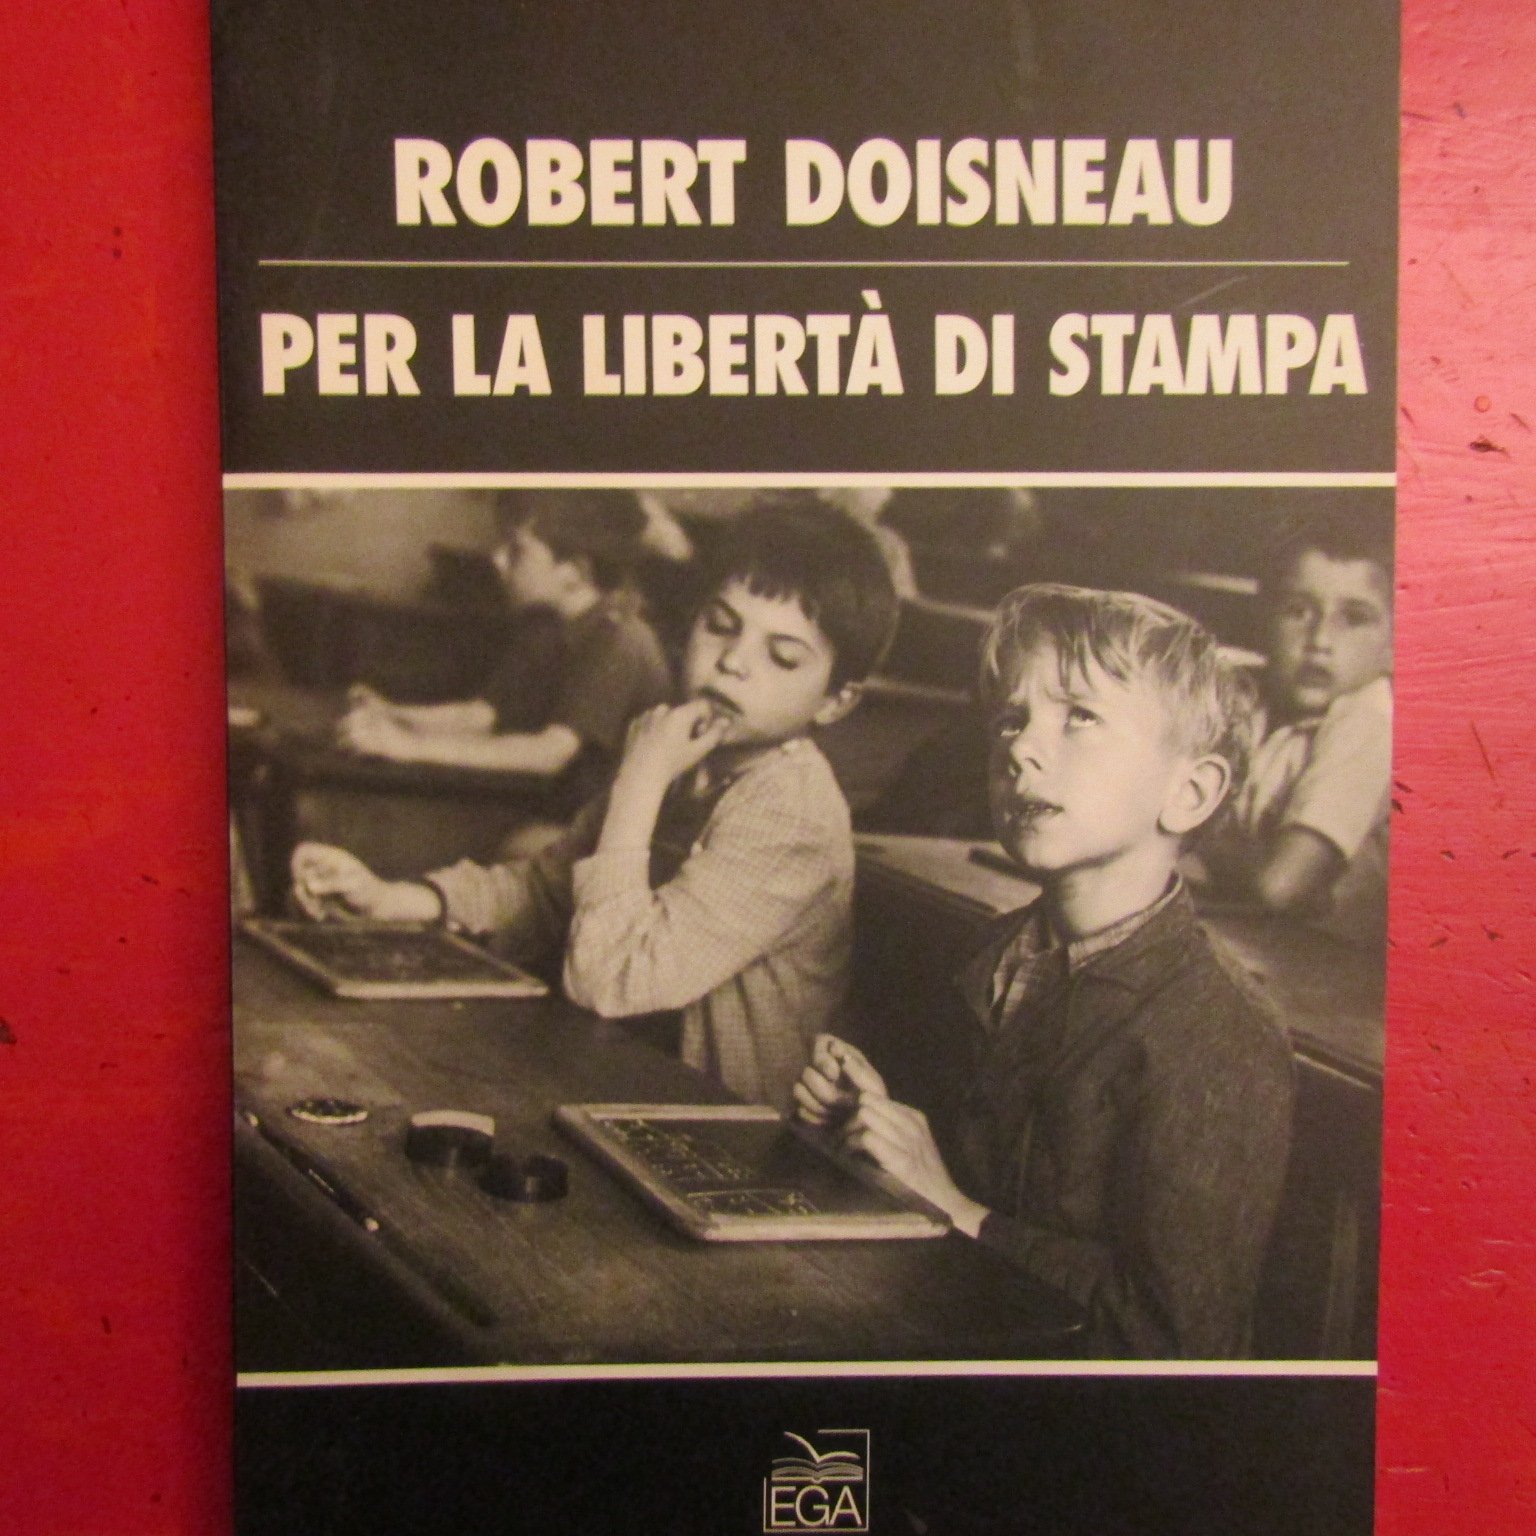 ROBERT DOISNEAU
PER LA LIBERTÀ DI STAMPA
EGA